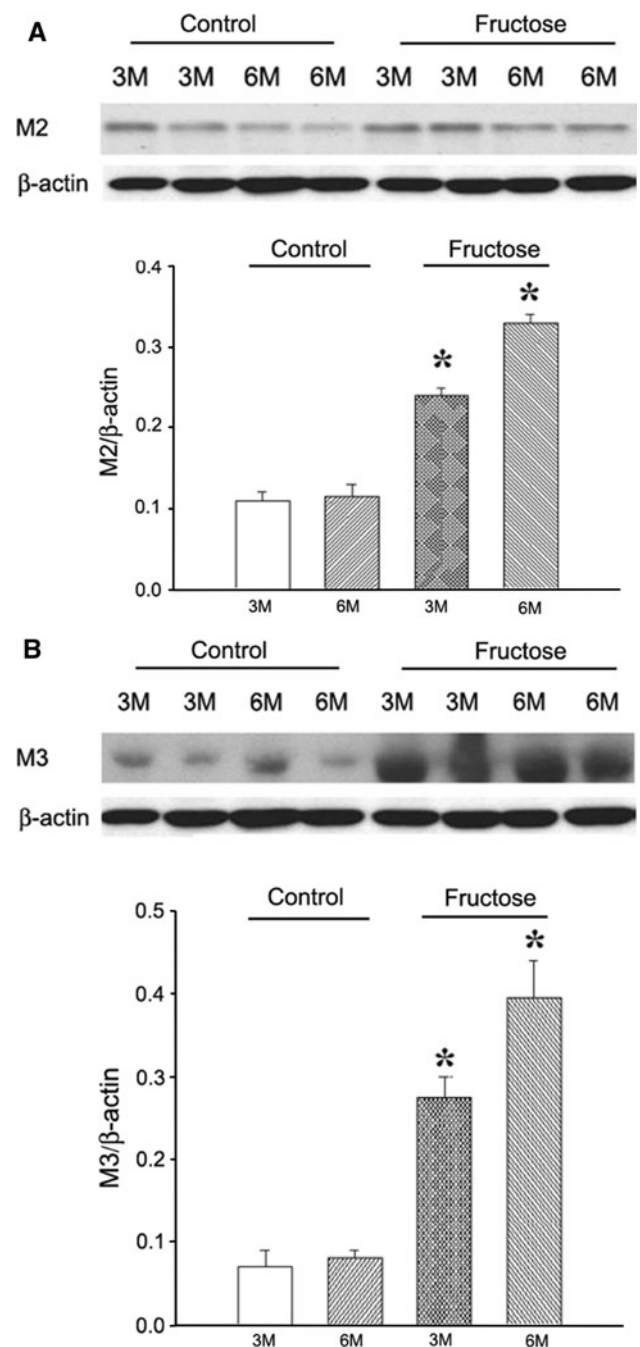 A
Control Fructose
3M 3M 6M 6M 3M 3M 6M 6M
M2
β-actin
Control Fructose
0.4
0.3
0.2
0.1
0.0
M2/β-actin
* *
3M 6M 3M 6M
B
Control Fructose
3M 3M 6M 6M 3M 3M 6M 6M
M3
β-actin
Control Fructose
0.5
0.4
0.3
0.2
0.1
0.0
M3/β-actin
* *
3M 6M 3M 6M